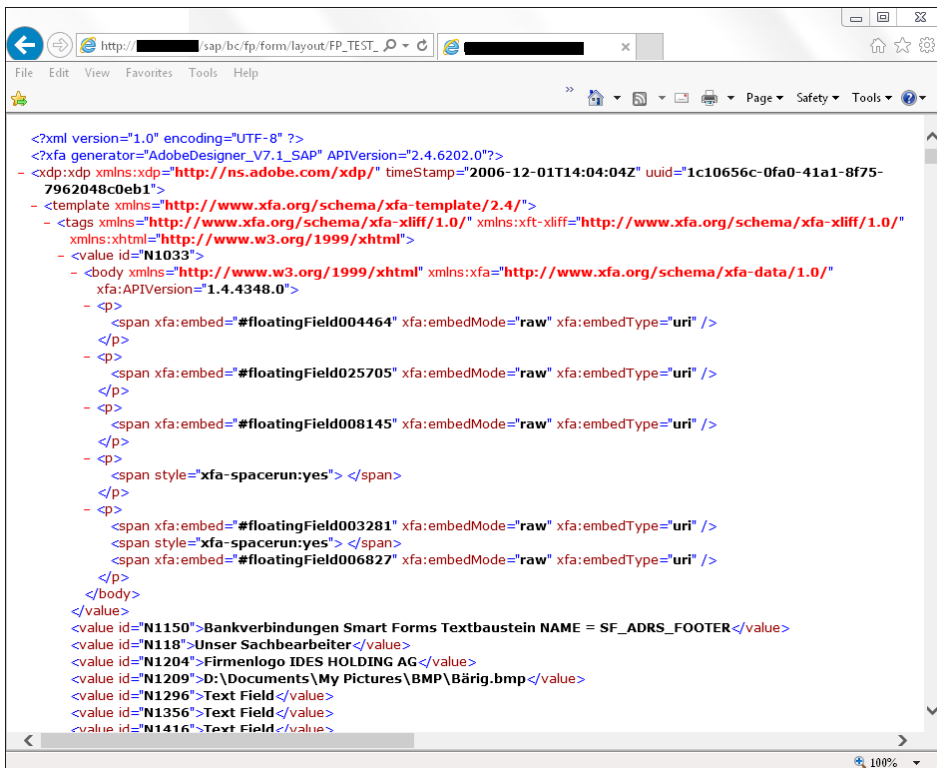 http:// /sap/bc/fp/form/layout/FP_TEST_
File Edit View Favorites Tools Help
» Page Safety Tools
<?xml version="1.0" encoding="UTF-8" ?>
<?xfa generator="AdobeDesigner_V7.1_SAP" APIVersion="2.4.6202.0"?>
- <xdp:xdp xmlns:xdp="http://ns.adobe.com/xdp/" timeStamp="2006-12-01T14:04:04Z" uuid="1c10656c-0fa0-41a1-8f75-
7962048c0eb1">
- <template xmlns="http://www.xfa.org/schema/xfa-template/2.4/">
- <tags xmlns="http://www.xfa.org/schema/xfa-xliff/1.0/" xmlns:xft-xliff="http://www.xfa.org/schema/xfa-xliff/1.0/"
xmlns:xhtml="http://www.w3.org/1999/xhtml">
- <value id="N1033">
- <body xmlns="http://www.w3.org/1999/xhtml" xmlns:xfa="http://www.xfa.org/schema/xfa-data/1.0/"
xfa:APIVersion="1.4.4348.0">
- <p>
<span xfa:embed="#floatingField004464" xfa:embedMode="raw" xfa:embedType="uri" />
</p>
- <p>
<span xfa:embed="#floatingField025705" xfa:embedMode="raw" xfa:embedType="uri" />
</p>
- <p>
<span xfa:embed="#floatingField008145" xfa:embedMode="raw" xfa:embedType="uri" />
</p>
- <p>
<span style="xfa-spacerun:yes"> </span>
</p>
- <p>
<span xfa:embed="#floatingField003281" xfa:embedMode="raw" xfa:embedType="uri" />
<span style="xfa-spacerun:yes"> </span>
<span xfa:embed="#floatingField006827" xfa:embedMode="raw" xfa:embedType="uri" />
</p>
</body>
</value>
<value id="N1150">Bankverbindungen Smart Forms Textbaustein NAME = SF_ADRS_FOOTER</value>
<value id="N118">Unser Sachbearbeiter</value>
<value id="N1204">Firmenlogo IDES HOLDING AG</value>
<value id="N1209">D:\Documents\My Pictures\BMP\Bärig.bmp</value>
<value id="N1296">Text Field</value>
<value id="N1356">Text Field</value>
<value id="N1416">Text Field</value>
100%